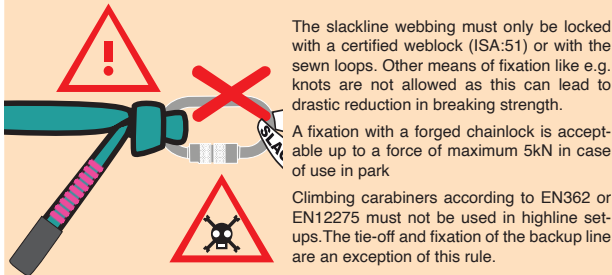 The slackline webbing must only be locked
with a certified weblock (ISA:51) or with the
sewn loops. Other means of fixation like e.g.
knots are not allowed as this can lead to
drastic reduction in breaking strength.
A fixation with a forged chainlock is accept-
able up to a force of maximum 5kN in case
of use in park
Climbing carabiners according to EN362 or
EN12275 must not be used in highline set-
ups.The tie-off and fixation of the backup line
are an exception of this rule.
SLA